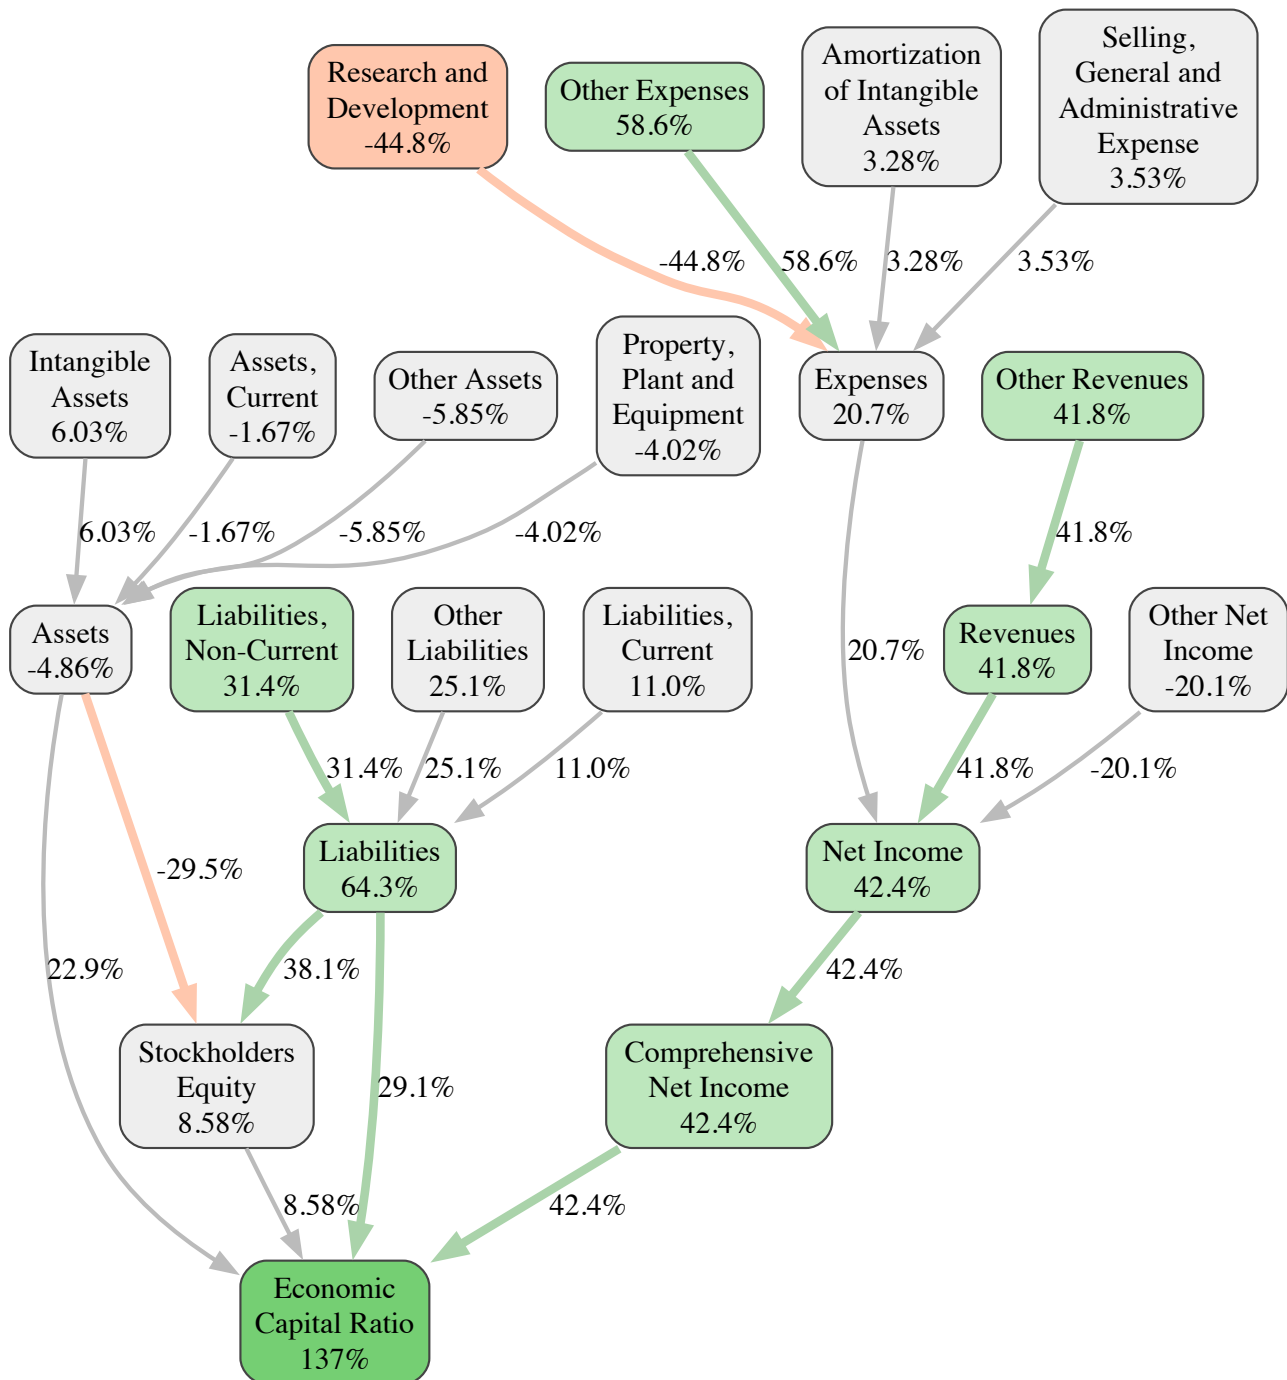 Research and
Development
-44.8%
Other Expenses
58.6%
Amortization
of Intangible
Assets
3.28%
Selling,
General and
Administrative
Expense
3.53%
-44.8%
58.6%
3.28%
3.53%
Intangible
Assets
6.03%
Assets,
Current
-1.67%
Other Assets
-5.85%
Property,
Plant and
Equipment
-4.02%
Expenses
20.7%
Other Revenues
41.8%
6.03%
-1.67%
-5.85%
-4.02%
41.8%
Assets
-4.86%
Liabilities,
Non-Current
31.4%
Other
Liabilities
25.1%
Liabilities,
Current
11.0%
20.7%
Revenues
41.8%
Other Net
Income
-20.1%
31.4%
25.1%
11.0%
41.8%
-20.1%
-29.5%
Liabilities
64.3%
Net Income
42.4%
22.9%
38.1%
42.4%
Stockholders
Equity
8.58%
29.1%
Comprehensive
Net Income
42.4%
8.58%
42.4%
Economic
Capital Ratio
137%